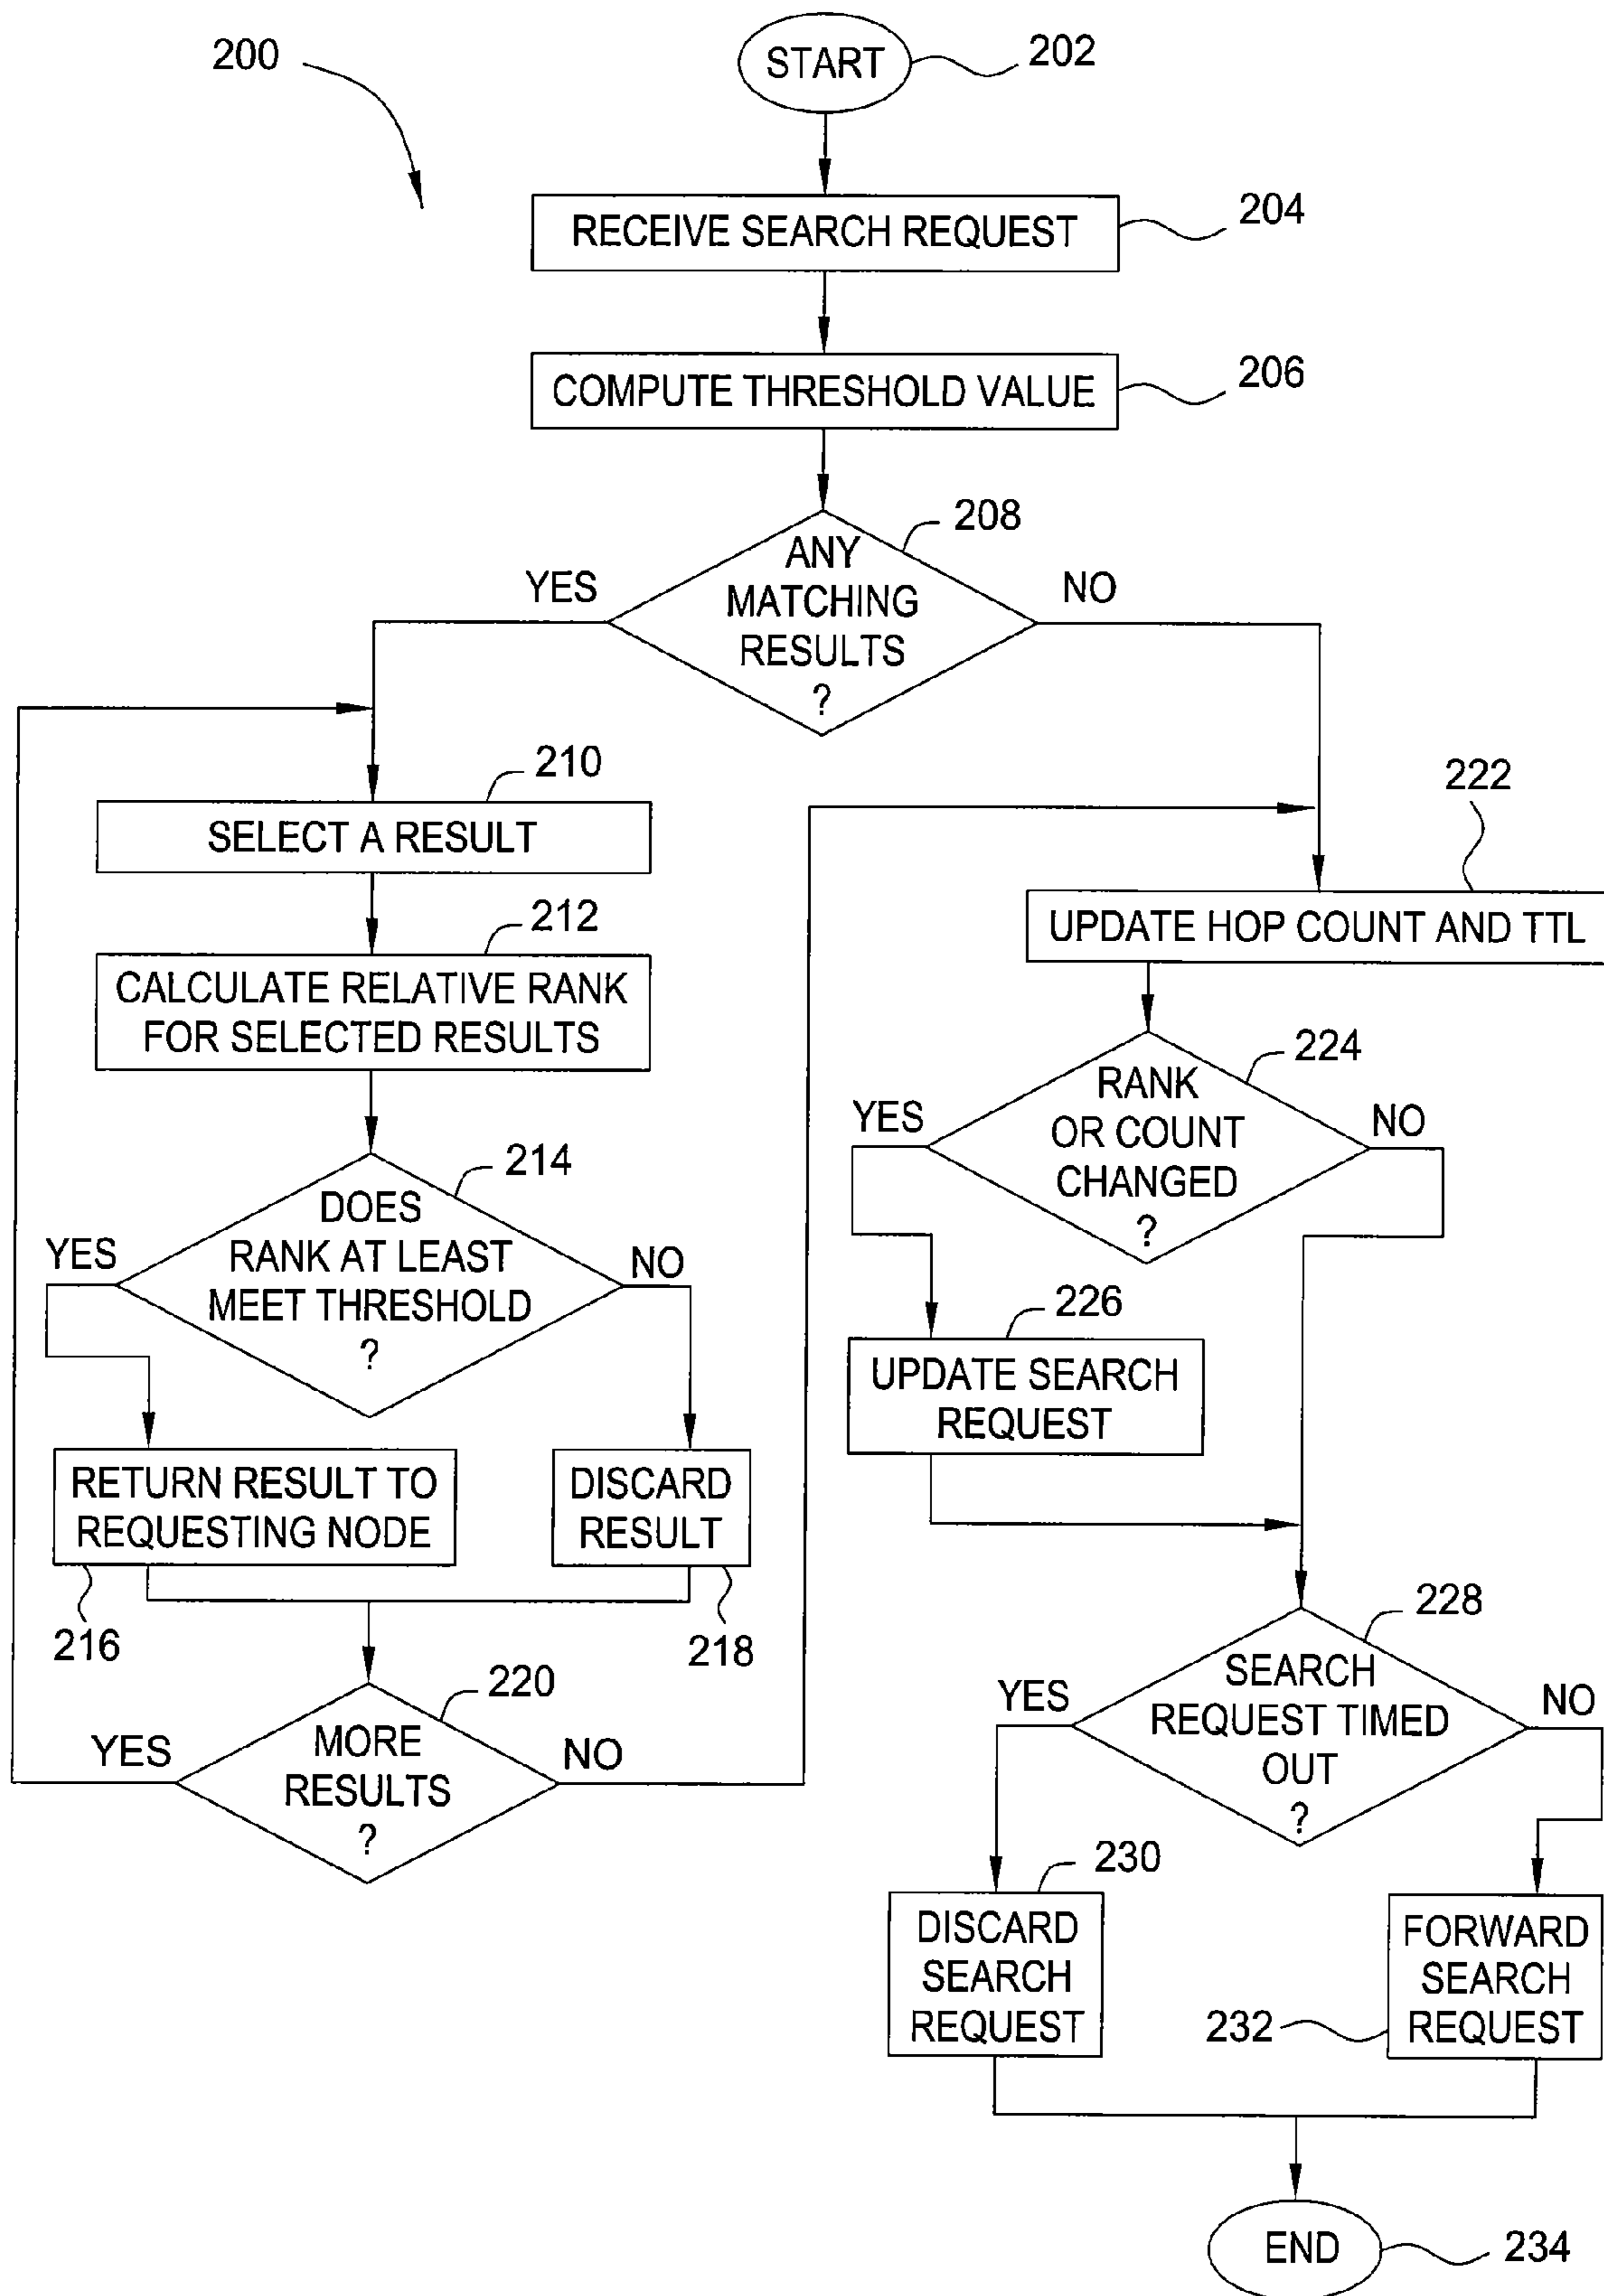 200
START
202
RECEIVE SEARCH REQUEST
204
COMPUTE THRESHOLD VALUE
206
208
ANY
MATCHING
RESULTS
?
YES
NO
210
SELECT A RESULT
212
CALCULATE RELATIVE RANK
FOR SELECTED RESULTS
214
DOES
RANK AT LEAST
MEET THRESHOLD
?
YES
NO
RETURN RESULT TO
REQUESTING NODE
216
DISCARD
RESULT
218
220
MORE
RESULTS
?
YES
NO
222
UPDATE HOP COUNT AND TTL
224
RANK
OR COUNT
CHANGED
?
YES
NO
226
UPDATE SEARCH
REQUEST
228
SEARCH
REQUEST TIMED
OUT
?
YES
NO
230
DISCARD
SEARCH
REQUEST
FORWARD
SEARCH
REQUEST
232
END
234